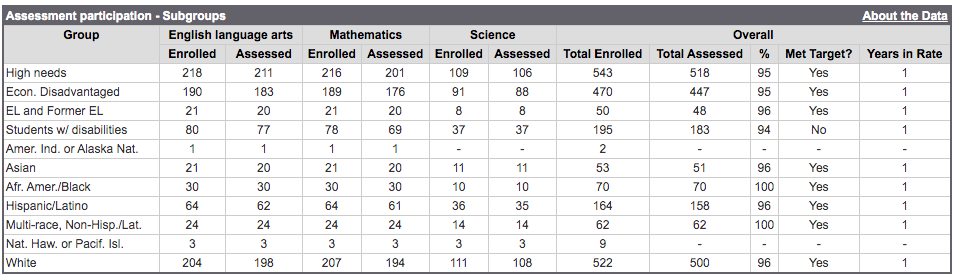 Assessment participation - Subgroups About the Data
Group English language arts Mathematics Science Overall
Enrolled Assessed Enrolled Assessed Enrolled Assessed Total Enrolled Total Assessed % Met Target? Years in Rate
High needs 218 211 216 201 109 106 543 518 95 Yes 1
Econ. Disadvantaged 190 183 189 176 91 88 470 447 95 Yes 1
EL and Former EL 21 20 21 20 8 8 50 48 96 Yes 1
Students w/ disabilities 80 77 78 69 37 37 195 183 94 No 1
Amer. Ind. or Alaska Nat. 1 1 1 1 - - 2 - - - -
Asian 21 20 21 20 11 11 53 51 96 Yes 1
Afr. Amer./Black 30 30 30 30 10 10 70 70 100 Yes 1
Hispanic/Latino 64 62 64 61 36 35 164 158 96 Yes 1
Multi-race, Non-Hisp./Lat. 24 24 24 24 14 14 62 62 100 Yes 1
Nat. Haw. or Pacif. Isl. 3 3 3 3 3 3 9 - - - -
White 204 198 207 194 111 108 522 500 96 Yes 1